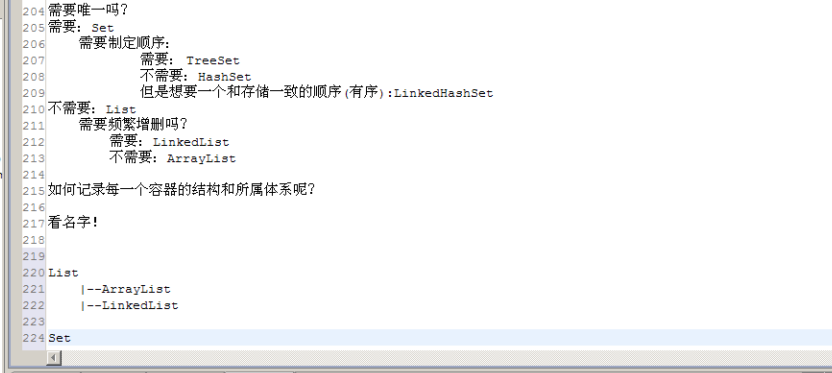 204 需要唯一吗?
205 需要: Set
206 需要制定顺序:
207 需要: TreeSet
208 不需要: HashSet
209 但是想要一个和存储一致的顺序(有序):LinkedHashSet
210 不需要: List
211 需要频繁增删吗?
212 需要: LinkedList
213 不需要: ArrayList
214
215 如何记录每一个容器的结构和所属体系呢?
216
217 看名字!
218
219
220 List
221 |--ArrayList
222 |--LinkedList
223
224 Set